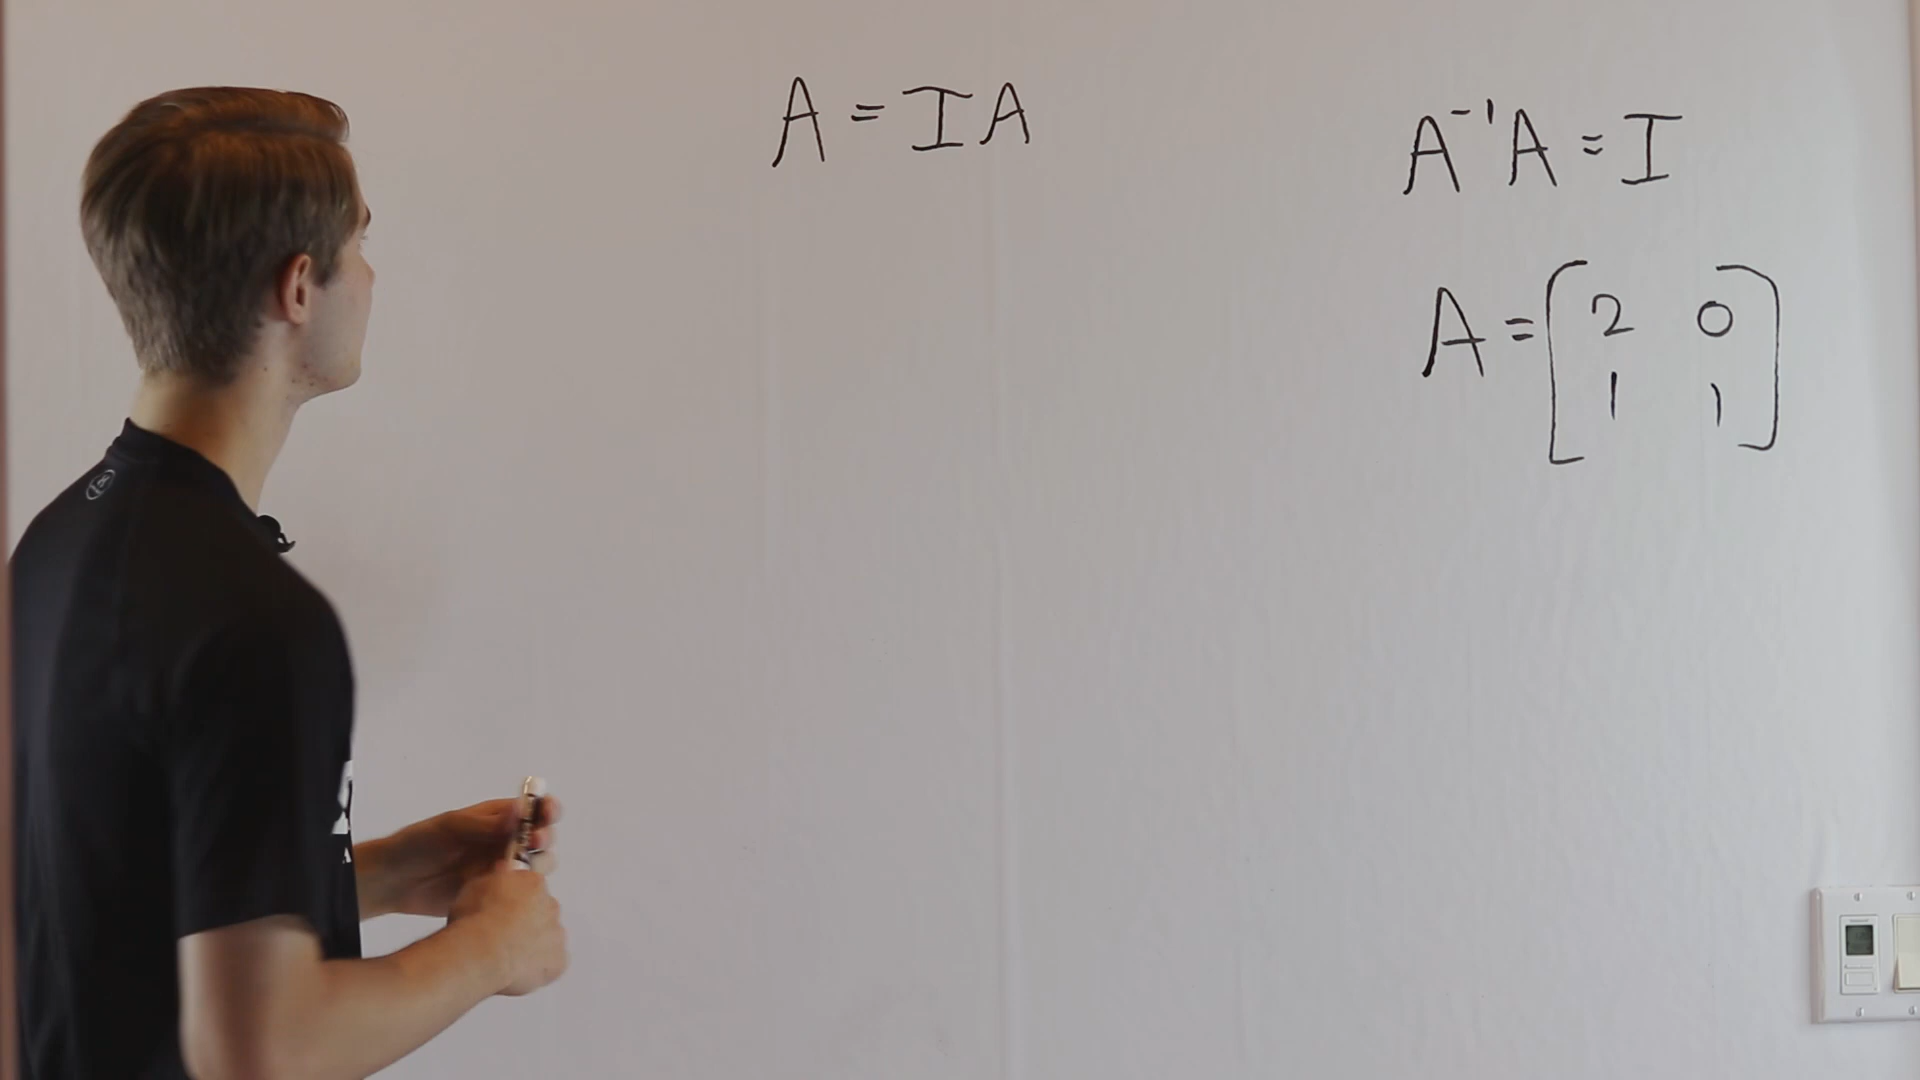 A = IA
A⁻¹A = I
A = [2 0
1 1]